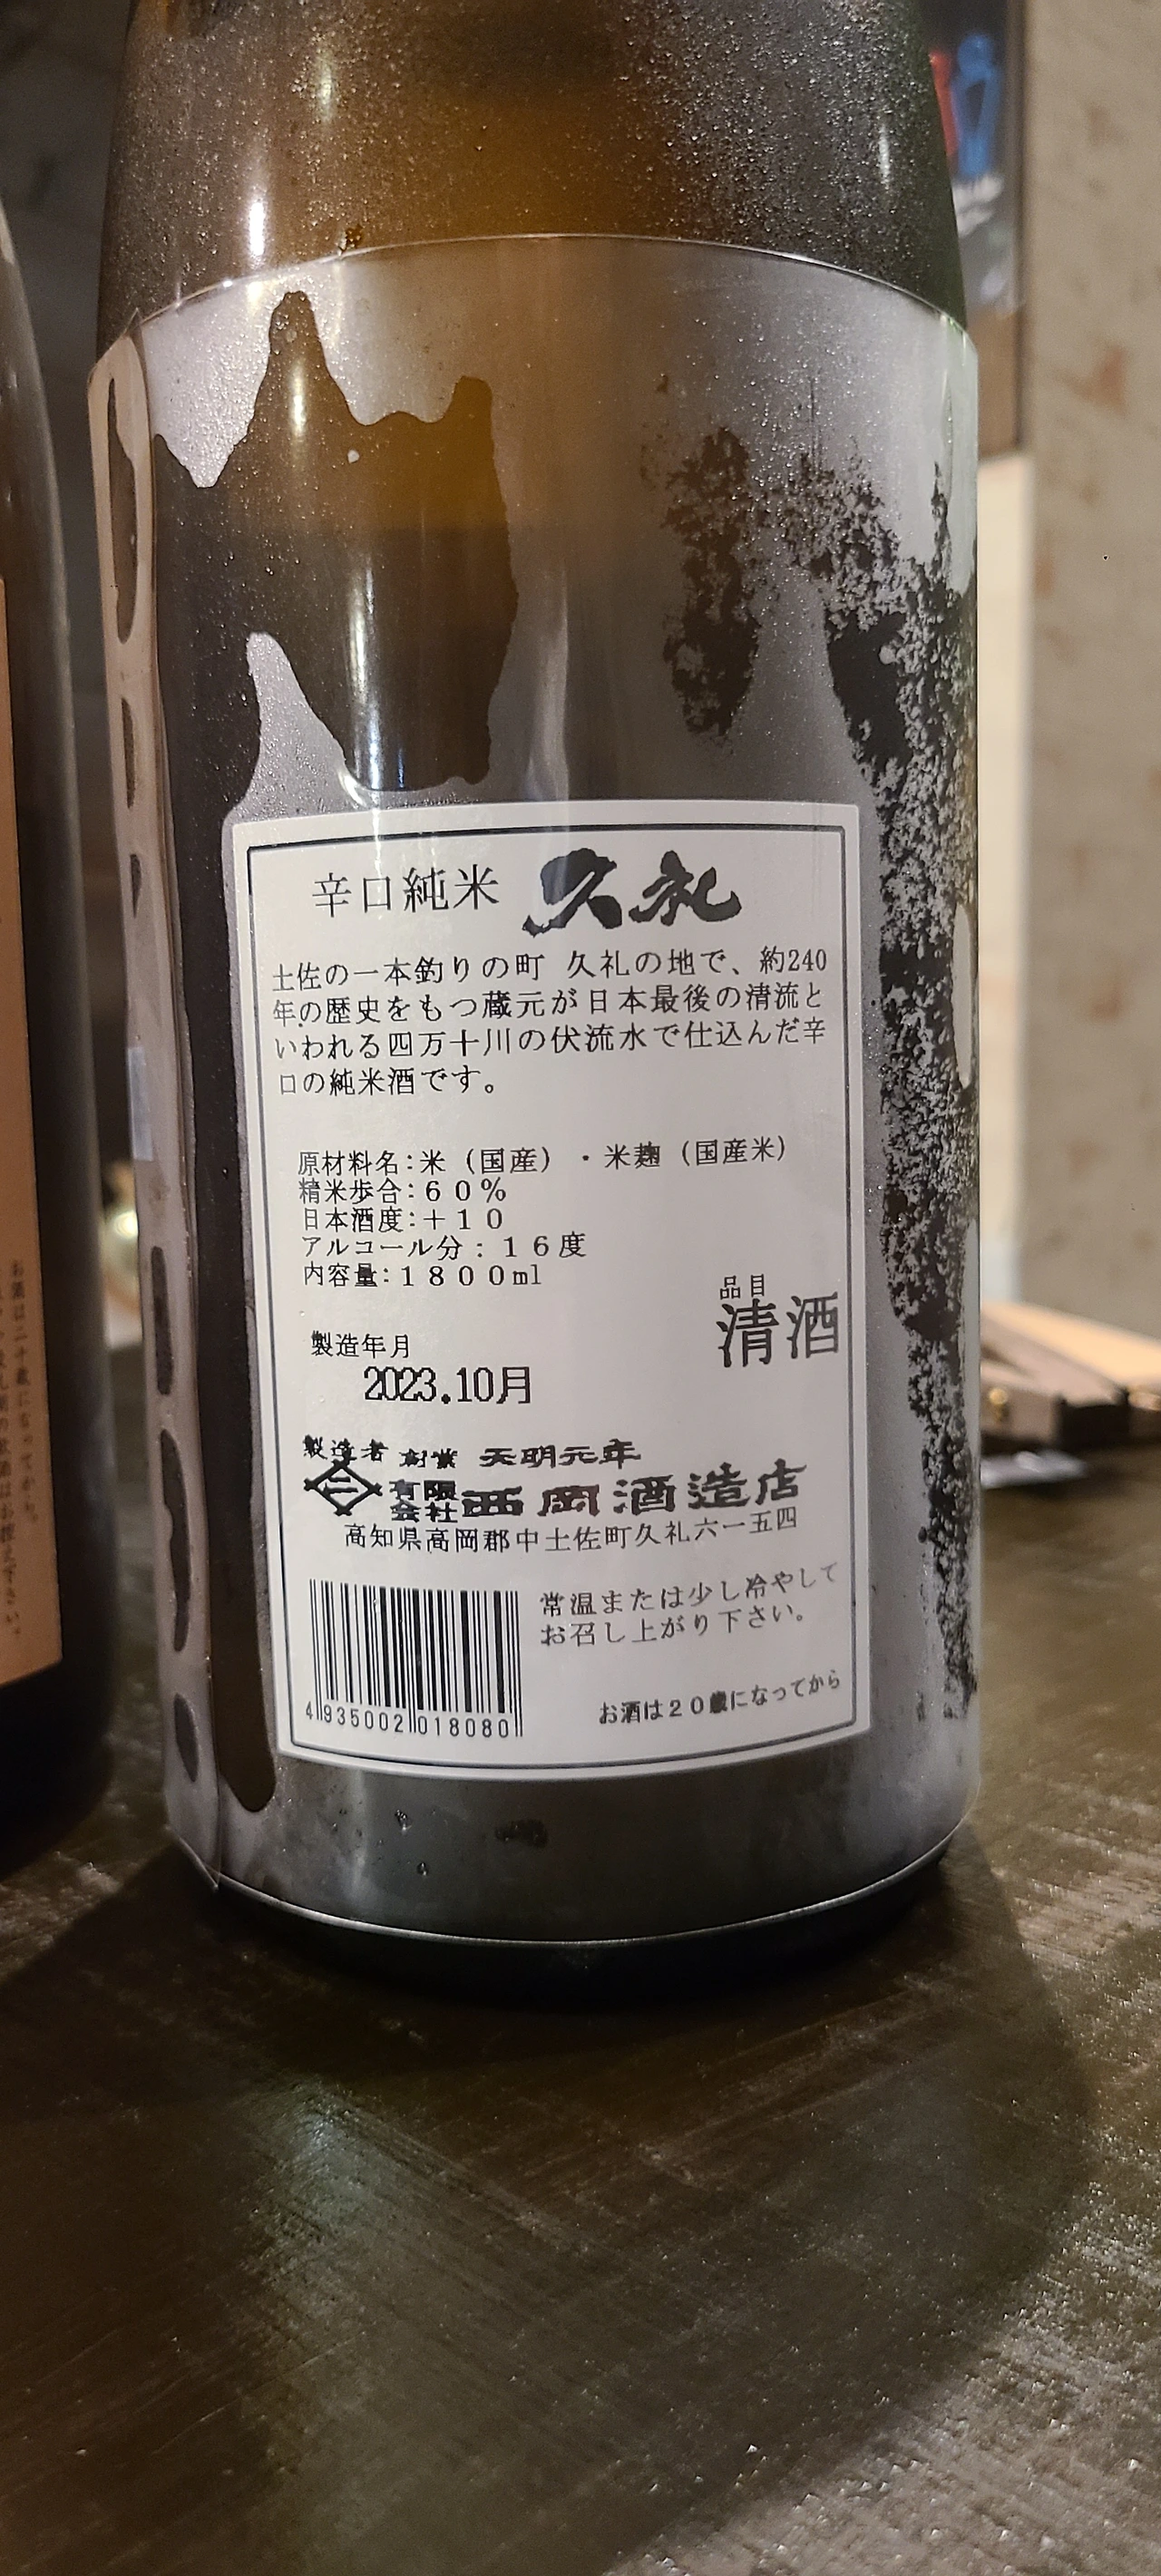 辛口純米 久礼
土佐の一本釣りの町 久礼の地で、約240
年の歴史をもつ蔵元が日本最後の清流と
いわれる四万十川の伏流水で仕込んだ辛
口の純米酒です。
原材料名:米（国産）・米麹（国産米）
精米歩合:６０%
日本酒度:＋１０
アルコール分：１６度
内容量:１８００ml
品目
清酒
製造年月
2023.10月
製造者 創業 天明元年
有限会社 西岡酒造店
高知県高岡郡中土佐町久礼六ー五四
常温または少し冷やして
お召し上がり下さい。
4935002018080
お酒は２０歳になってから